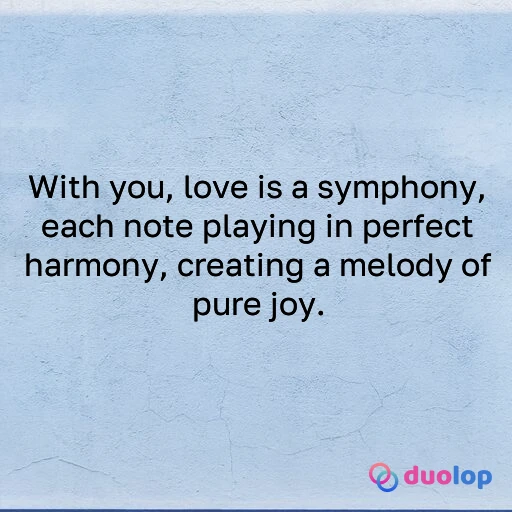 With you, love is a symphony,
each note playing in perfect
harmony, creating a melody of
pure joy.
duolop